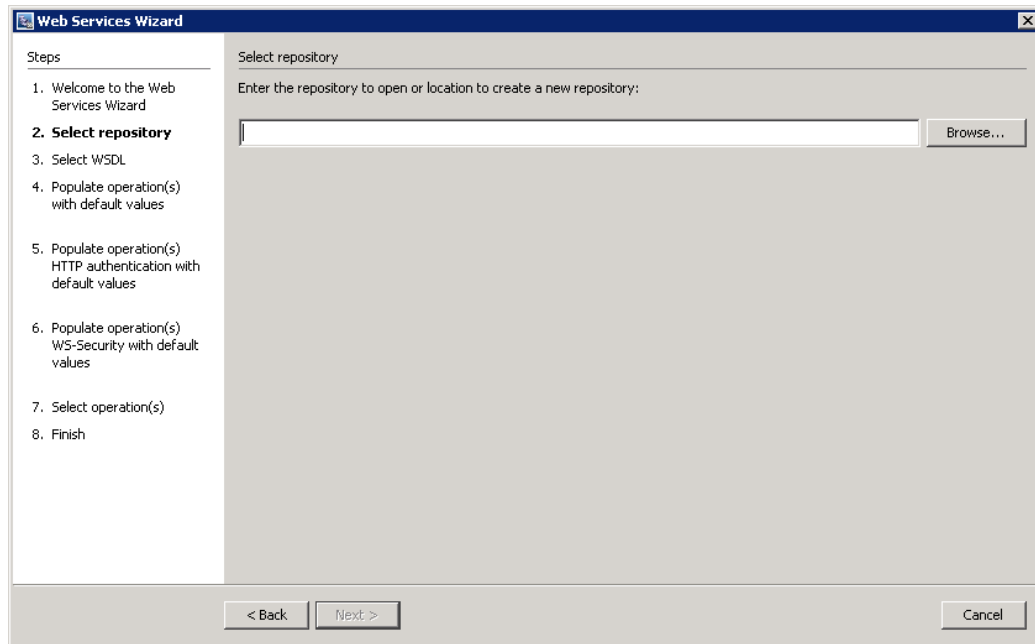 Web Services Wizard
Steps
1. Welcome to the Web
Services Wizard
2. Select repository
3. Select WSDL
4. Populate operation(s)
with default values
5. Populate operation(s)
HTTP authentication with
default values
6. Populate operation(s)
WS-Security with default
values
7. Select operation(s)
8. Finish
Select repository
Enter the repository to open or location to create a new repository:
Browse...
< Back
Next >
Cancel